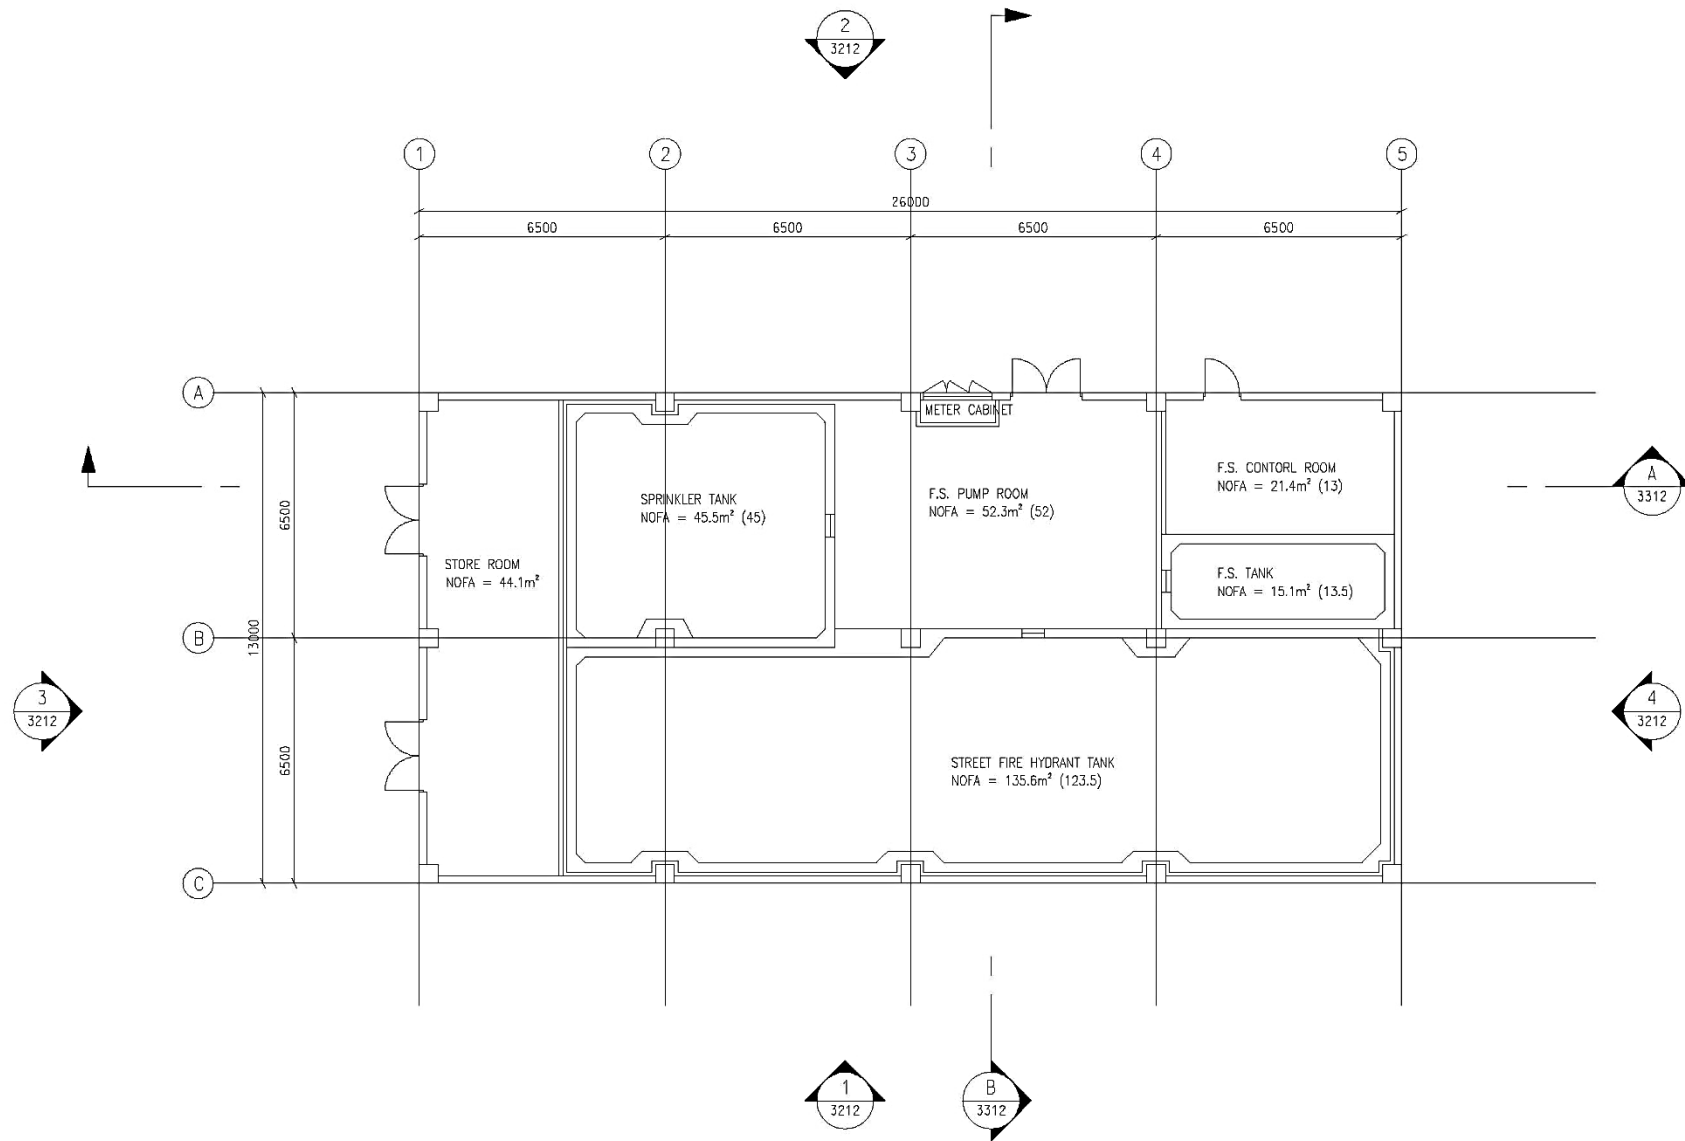 2
3212
1
2
3
4
5
26000
6500
6500
6500
6500
A
METER CABINET
F.S. CONTORL ROOM
NOFA = 21.4m² (13)
A
3312
SPRINKLER TANK
NOFA = 45.5m² (45)
F.S. PUMP ROOM
NOFA = 52.3m² (52)
6500
STORE ROOM
NOFA = 44.1m²
F.S. TANK
NOFA = 15.1m² (13.5)
B
13000
3
3212
4
3212
6500
STREET FIRE HYDRANT TANK
NOFA = 135.6m² (123.5)
C
1
3212
B
3312